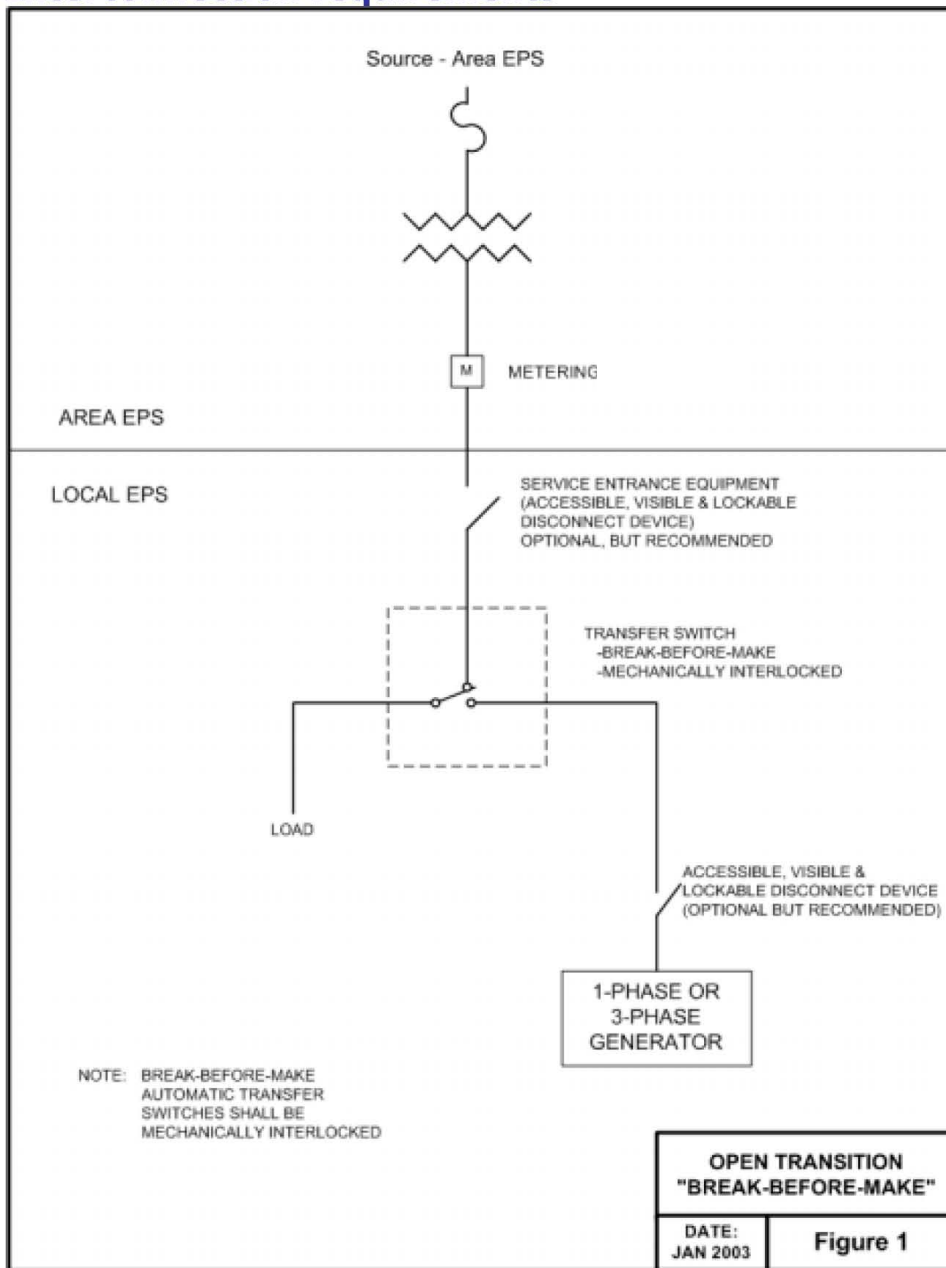 Source - Area EPS
M
METERING
AREA EPS
LOCAL EPS
SERVICE ENTRANCE EQUIPMENT
(ACCESSIBLE, VISIBLE & LOCKABLE
DISCONNECT DEVICE)
OPTIONAL, BUT RECOMMENDED
TRANSFER SWITCH
-BREAK-BEFORE-MAKE
-MECHANICALLY INTERLOCKED
LOAD
ACCESSIBLE, VISIBLE &
LOCKABLE DISCONNECT DEVICE
(OPTIONAL BUT RECOMMENDED)
1-PHASE OR
3-PHASE
GENERATOR
NOTE: BREAK-BEFORE-MAKE
AUTOMATIC TRANSFER
SWITCHES SHALL BE
MECHANICALLY INTERLOCKED
OPEN TRANSITION
"BREAK-BEFORE-MAKE"
DATE:
JAN 2003
Figure 1